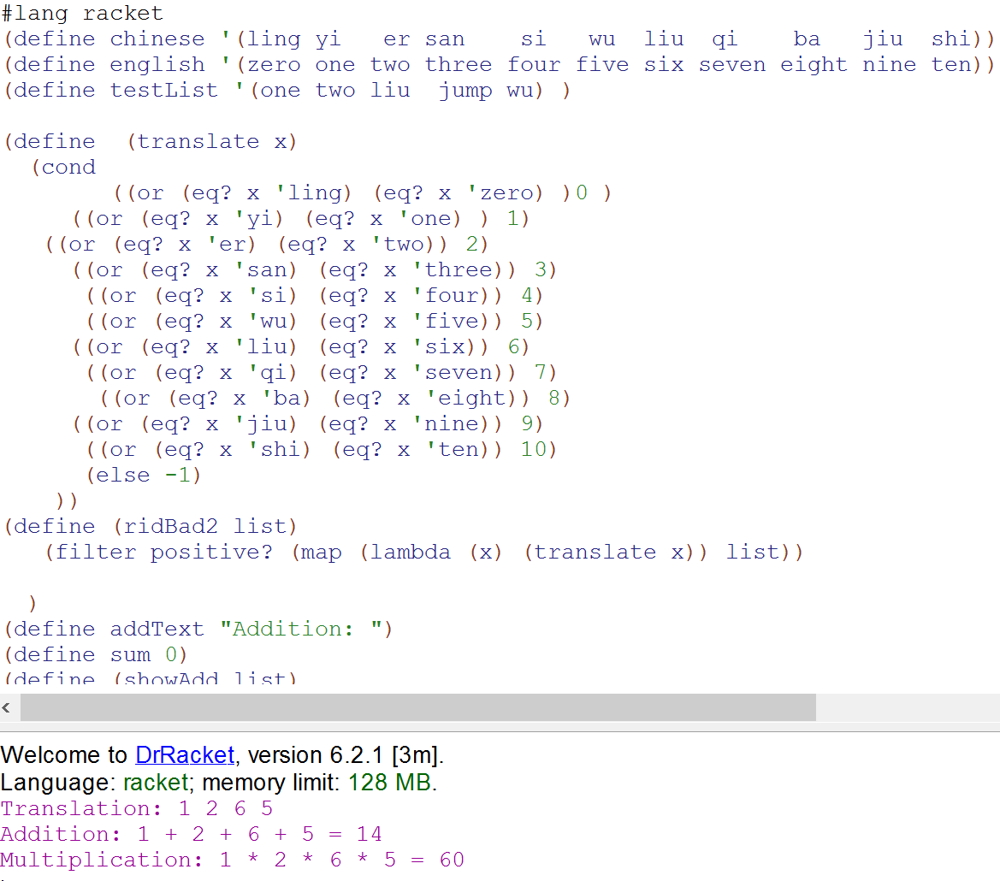 #lang racket
(define chinese '(ling yi   er san    si   wu  liu  qi    ba   jiu  shi))
(define english '(zero one two three four five six seven eight nine ten))
(define testList '(one two liu  jump wu) )
(define  (translate x)
  (cond
        ((or (eq? x 'ling) (eq? x 'zero) )0 )
     ((or (eq? x 'yi) (eq? x 'one) ) 1)
   ((or (eq? x 'er) (eq? x 'two)) 2)
     ((or (eq? x 'san) (eq? x 'three)) 3)
      ((or (eq? x 'si) (eq? x 'four)) 4)
      ((or (eq? x 'wu) (eq? x 'five)) 5)
     ((or (eq? x 'liu) (eq? x 'six)) 6)
      ((or (eq? x 'qi) (eq? x 'seven)) 7)
       ((or (eq? x 'ba) (eq? x 'eight)) 8)
     ((or (eq? x 'jiu) (eq? x 'nine)) 9)
      ((or (eq? x 'shi) (eq? x 'ten)) 10)
      (else -1)
    ))
(define (ridBad2 list)
   (filter positive? (map (lambda (x) (translate x)) list))
  )
(define addText "Addition: ")
(define sum 0)
(define (showAdd list)
Welcome to DrRacket, version 6.2.1 [3m].
Language: racket; memory limit: 128 MB.
Translation: 1 2 6 5
Addition: 1 + 2 + 6 + 5 = 14
Multiplication: 1 * 2 * 6 * 5 = 60